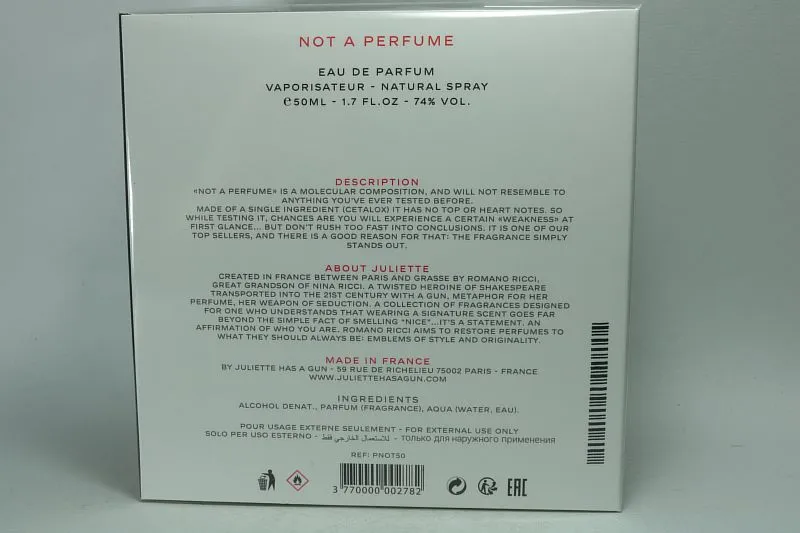 NOT A PERFUME
EAU DE PARFUM
VAPORISATEUR - NATURAL SPRAY
℮50ML - 1.7 FL.OZ - 74% VOL.
DESCRIPTION
«NOT A PERFUME» IS A MOLECULAR COMPOSITION, AND WILL NOT RESEMBLE TO
ANYTHING YOU'VE EVER TESTED BEFORE.
MADE OF A SINGLE INGREDIENT (CETALOX) IT HAS NO TOP OR HEART NOTES. SO
WHILE TESTING IT, CHANCES ARE YOU WILL EXPERIENCE A CERTAIN «WEAKNESS» AT
FIRST GLANCE... BUT DON'T RUSH TOO FAST INTO CONCLUSIONS. IT IS ONE OF OUR
TOP SELLERS, AND THERE IS A GOOD REASON FOR THAT: THE FRAGRANCE SIMPLY
STANDS OUT.
ABOUT JULIETTE
CREATED IN FRANCE BETWEEN PARIS AND GRASSE BY ROMANO RICCI,
GREAT GRANDSON OF NINA RICCI. A TWISTED HEROINE OF SHAKESPEARE
TRANSPORTED INTO THE 21ST CENTURY WITH A GUN, METAPHOR FOR HER
PERFUME, HER WEAPON OF SEDUCTION. A COLLECTION OF FRAGRANCES DESIGNED
FOR ONE WHO UNDERSTANDS THAT WEARING A SIGNATURE SCENT GOES FAR
BEYOND THE SIMPLE FACT OF SMELLING "NICE"...IT'S A STATEMENT. AN
AFFIRMATION OF WHO YOU ARE. ROMANO RICCI AIMS TO RESTORE PERFUMES TO
WHAT THEY SHOULD ALWAYS BE: EMBLEMS OF STYLE AND ORIGINALITY.
MADE IN FRANCE
BY JULIETTE HAS A GUN - 59 RUE DE RICHELIEU 75002 PARIS - FRANCE
WWW.JULIETTEHASAGUN.COM
INGREDIENTS
ALCOHOL DENAT., PARFUM (FRAGRANCE), AQUA (WATER, EAU).
POUR USAGE EXTERNE SEULEMENT - FOR EXTERNAL USE ONLY
SOLO PER USO ESTERNO - للاستعمال الخارجي فقط - только для наружного применения
REF: PNOT50
3 770000 002782
EAC